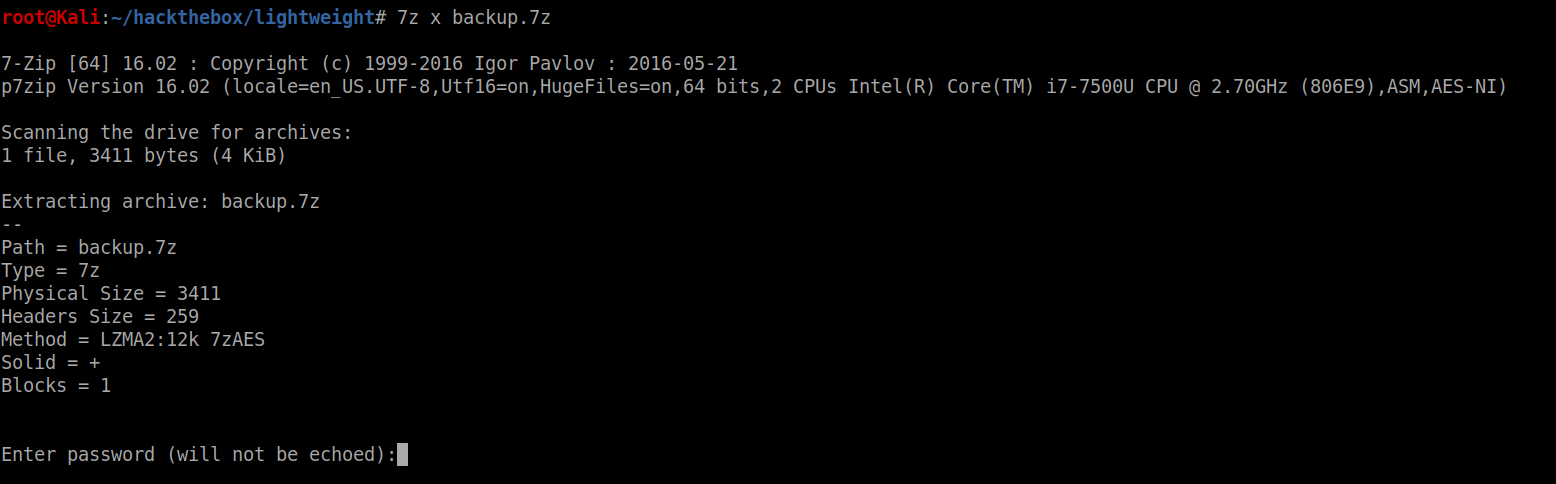 root@Kali:~/hackthebox/lightweight# 7z x backup.7z
7-Zip [64] 16.02 : Copyright (c) 1999-2016 Igor Pavlov : 2016-05-21
p7zip Version 16.02 (locale=en_US.UTF-8,Utf16=on,HugeFiles=on,64 bits,2 CPUs Intel(R) Core(TM) i7-7500U CPU @ 2.70GHz (806E9),ASM,AES-NI)
Scanning the drive for archives:
1 file, 3411 bytes (4 KiB)
Extracting archive: backup.7z
--
Path = backup.7z
Type = 7z
Physical Size = 3411
Headers Size = 259
Method = LZMA2:12k 7zAES
Solid = +
Blocks = 1
Enter password (will not be echoed):